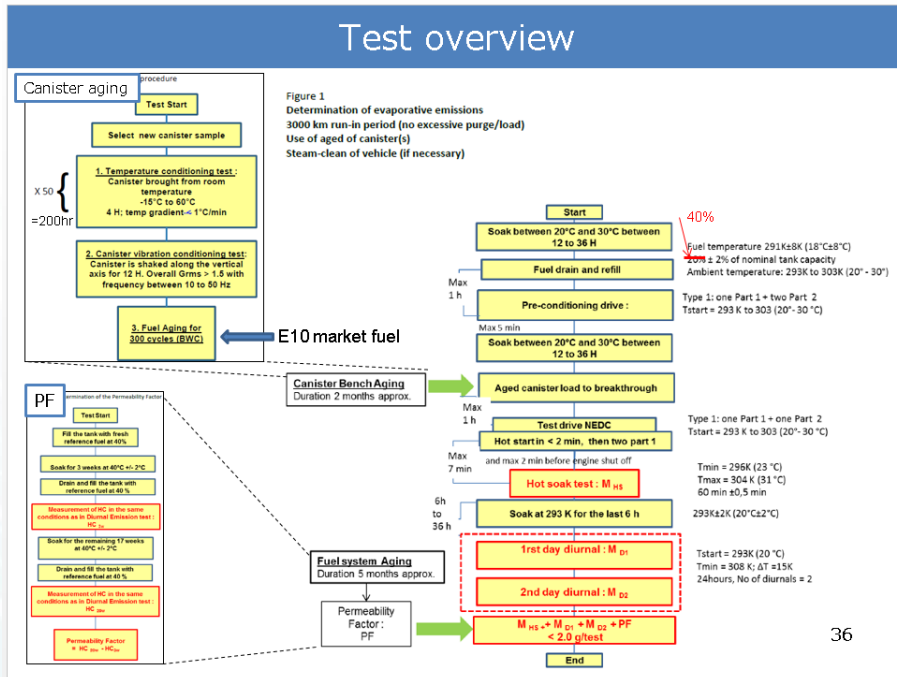 Test overview
Canister aging
procedure
Test Start
Select new canister sample
1. Temperature conditioning test :
Canister brought from room
temperature
-15°C to 60°C
4 H; temp gradient < 1°C/min
X 50 {
=200hr
2. Canister vibration conditioning test:
Canister is shaked along the vertical
axis for 12 H. Overall Grms > 1.5 with
frequency between 10 to 50 Hz
3. Fuel Aging for
300 cycles (BWC)
E10 market fuel
Figure 1
Determination of evaporative emissions
3000 km run-in period (no excessive purge/load)
Use of aged of canister(s)
Steam-clean of vehicle (if necessary)
PF
ermination of the Permeability Factor
Test Start
Fill the tank with fresh
reference fuel at 40%
Soak for 3 weeks at 40°C +/- 2°C
Drain and fill the tank with
reference fuel at 40 %
Measurement of HC in the same
conditions as in Diurnal Emission test :
HC 3w
Soak for the remaining 17 weeks
at 40°C +/- 2°C
Drain and fill the tank with
reference fuel at 40 %
Measurement of HC in the same
conditions as in Diurnal Emission test :
HC 20w
Permeability Factor
= HC 20w - HC3w
Canister Bench Aging
Duration 2 months approx.
Fuel system Aging
Duration 5 months approx.
Permeability
Factor :
PF
Start
Soak between 20°C and 30°C between
12 to 36 H
40%
Fuel temperature 291K±8K (18°C±8°C)
20% ± 2% of nominal tank capacity
Ambient temperature: 293K to 303K (20° - 30°)
Fuel drain and refill
Max
1 h
Pre-conditioning drive :
Type 1: one Part 1 + two Part 2
Tstart = 293 K to 303 (20°- 30 °C)
Max 5 min
Soak between 20°C and 30°C between
12 to 36 H
Aged canister load to breakthrough
Max
1 h
Test drive NEDC
Type 1: one Part 1 + one Part 2
Tstart = 293 K to 303 (20°- 30 °C)
Hot start in < 2 min, then two part 1
Max
7 min
and max 2 min before engine shut off
Hot soak test : M HS
Tmin = 296K (23 °C)
Tmax = 304 K (31 °C)
60 min ±0,5 min
6h
to
36 h
Soak at 293 K for the last 6 h
293K±2K (20°C±2°C)
1rst day diurnal : M D1
2nd day diurnal : M D2
Tstart = 293K (20 °C)
Tmin = 308 K; ΔT =15K
24hours, No of diurnals = 2
M HS + + M D1 + M D2 + PF
< 2.0 g/test
End
36